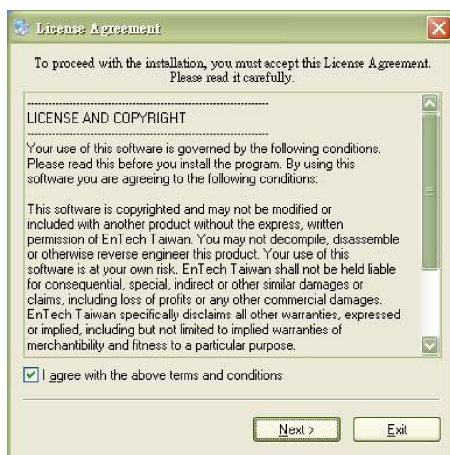 License Agreement
To proceed with the installation, you must accept this License Agreement.
Please read it carefully.
LICENSE AND COPYRIGHT
Your use of this software is governed by the following conditions.
Please read this before you install the program. By using this
software you are agreeing to the following conditions:
This software is copyrighted and may not be modified or
included with another product without the express, written
permission of EnTech Taiwan. You may not decompile, disassemble
or otherwise reverse engineer this product. Your use of this
software is at your own risk. EnTech Taiwan shall not be held liable
for consequential, special, indirect or other similar damages or
claims, including loss of profits or any other commercial damages.
EnTech Taiwan specifically disclaims all other warranties, expressed
or implied, including but not limited to implied warranties of
merchantibility and fitness to a particular purpose.
I agree with the above terms and conditions
Next >
Exit